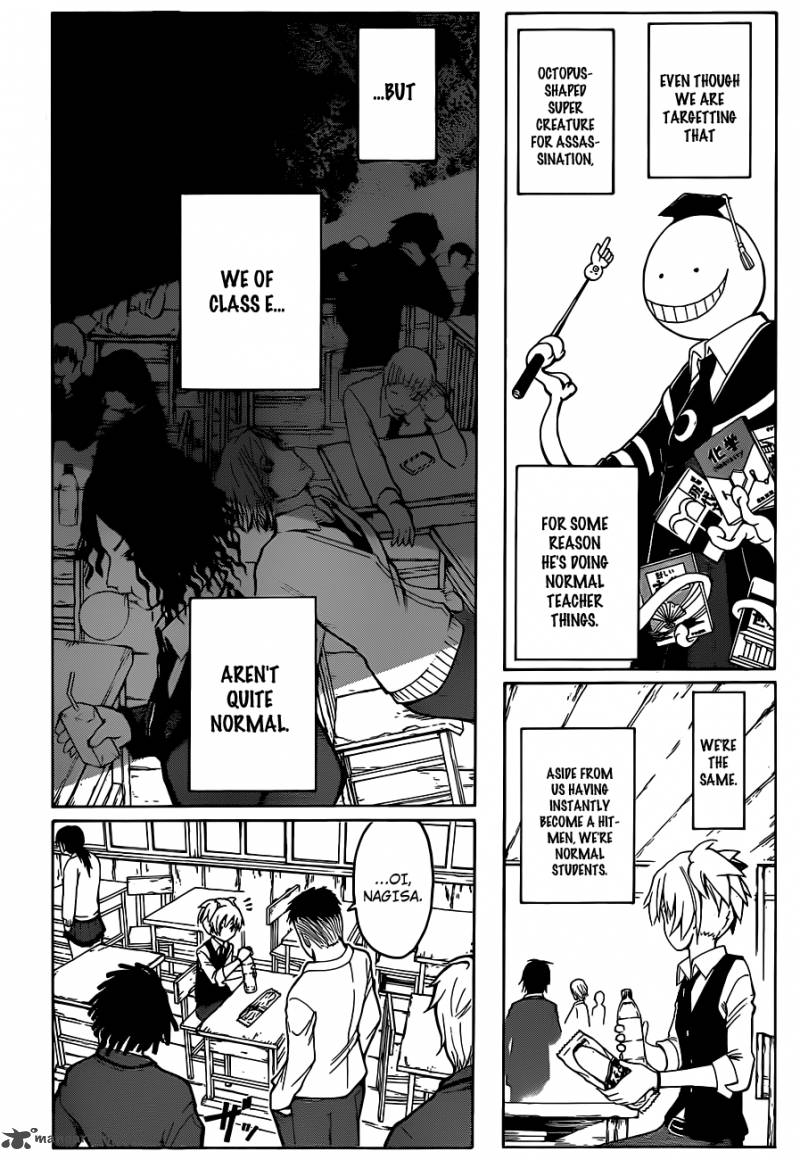 EVEN THOUGH
WE ARE
TARGETTING
THAT
OCTOPUS-
SHAPED
SUPER
CREATURE
FOR ASSAS-
SINATION,
化学
FOR SOME
REASON
HE'S DOING
NORMAL
TEACHER
THINGS.
WE'RE
THE
SAME.
ASIDE FROM
US HAVING
INSTANTLY
BECOME A HIT-
MEN, WE'RE
NORMAL
STUDENTS.
...BUT
WE OF
CLASS E...
AREN'T
QUITE
NORMAL.
...OI,
NAGISA.
ザッ